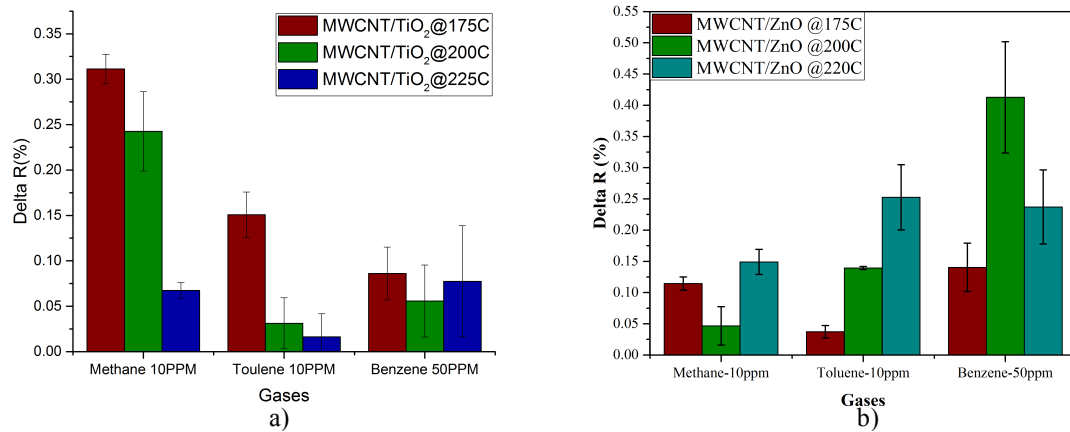 MWCNT/TiO₂@175C
MWCNT/TiO₂@200C
MWCNT/TiO₂@225C
Delta R(%)
0.35
0.30
0.25
0.20
0.15
0.10
0.05
0.00
Methane 10PPM Toulene 10PPM Benzene 50PPM
Gases
a)
MWCNT/ZnO @175C
MWCNT/ZnO @200C
MWCNT/ZnO @220C
Delta R (%)
0.55
0.50
0.45
0.40
0.35
0.30
0.25
0.20
0.15
0.10
0.05
0.00
Methane-10ppm Toluene-10ppm Benzene-50ppm
Gases
b)